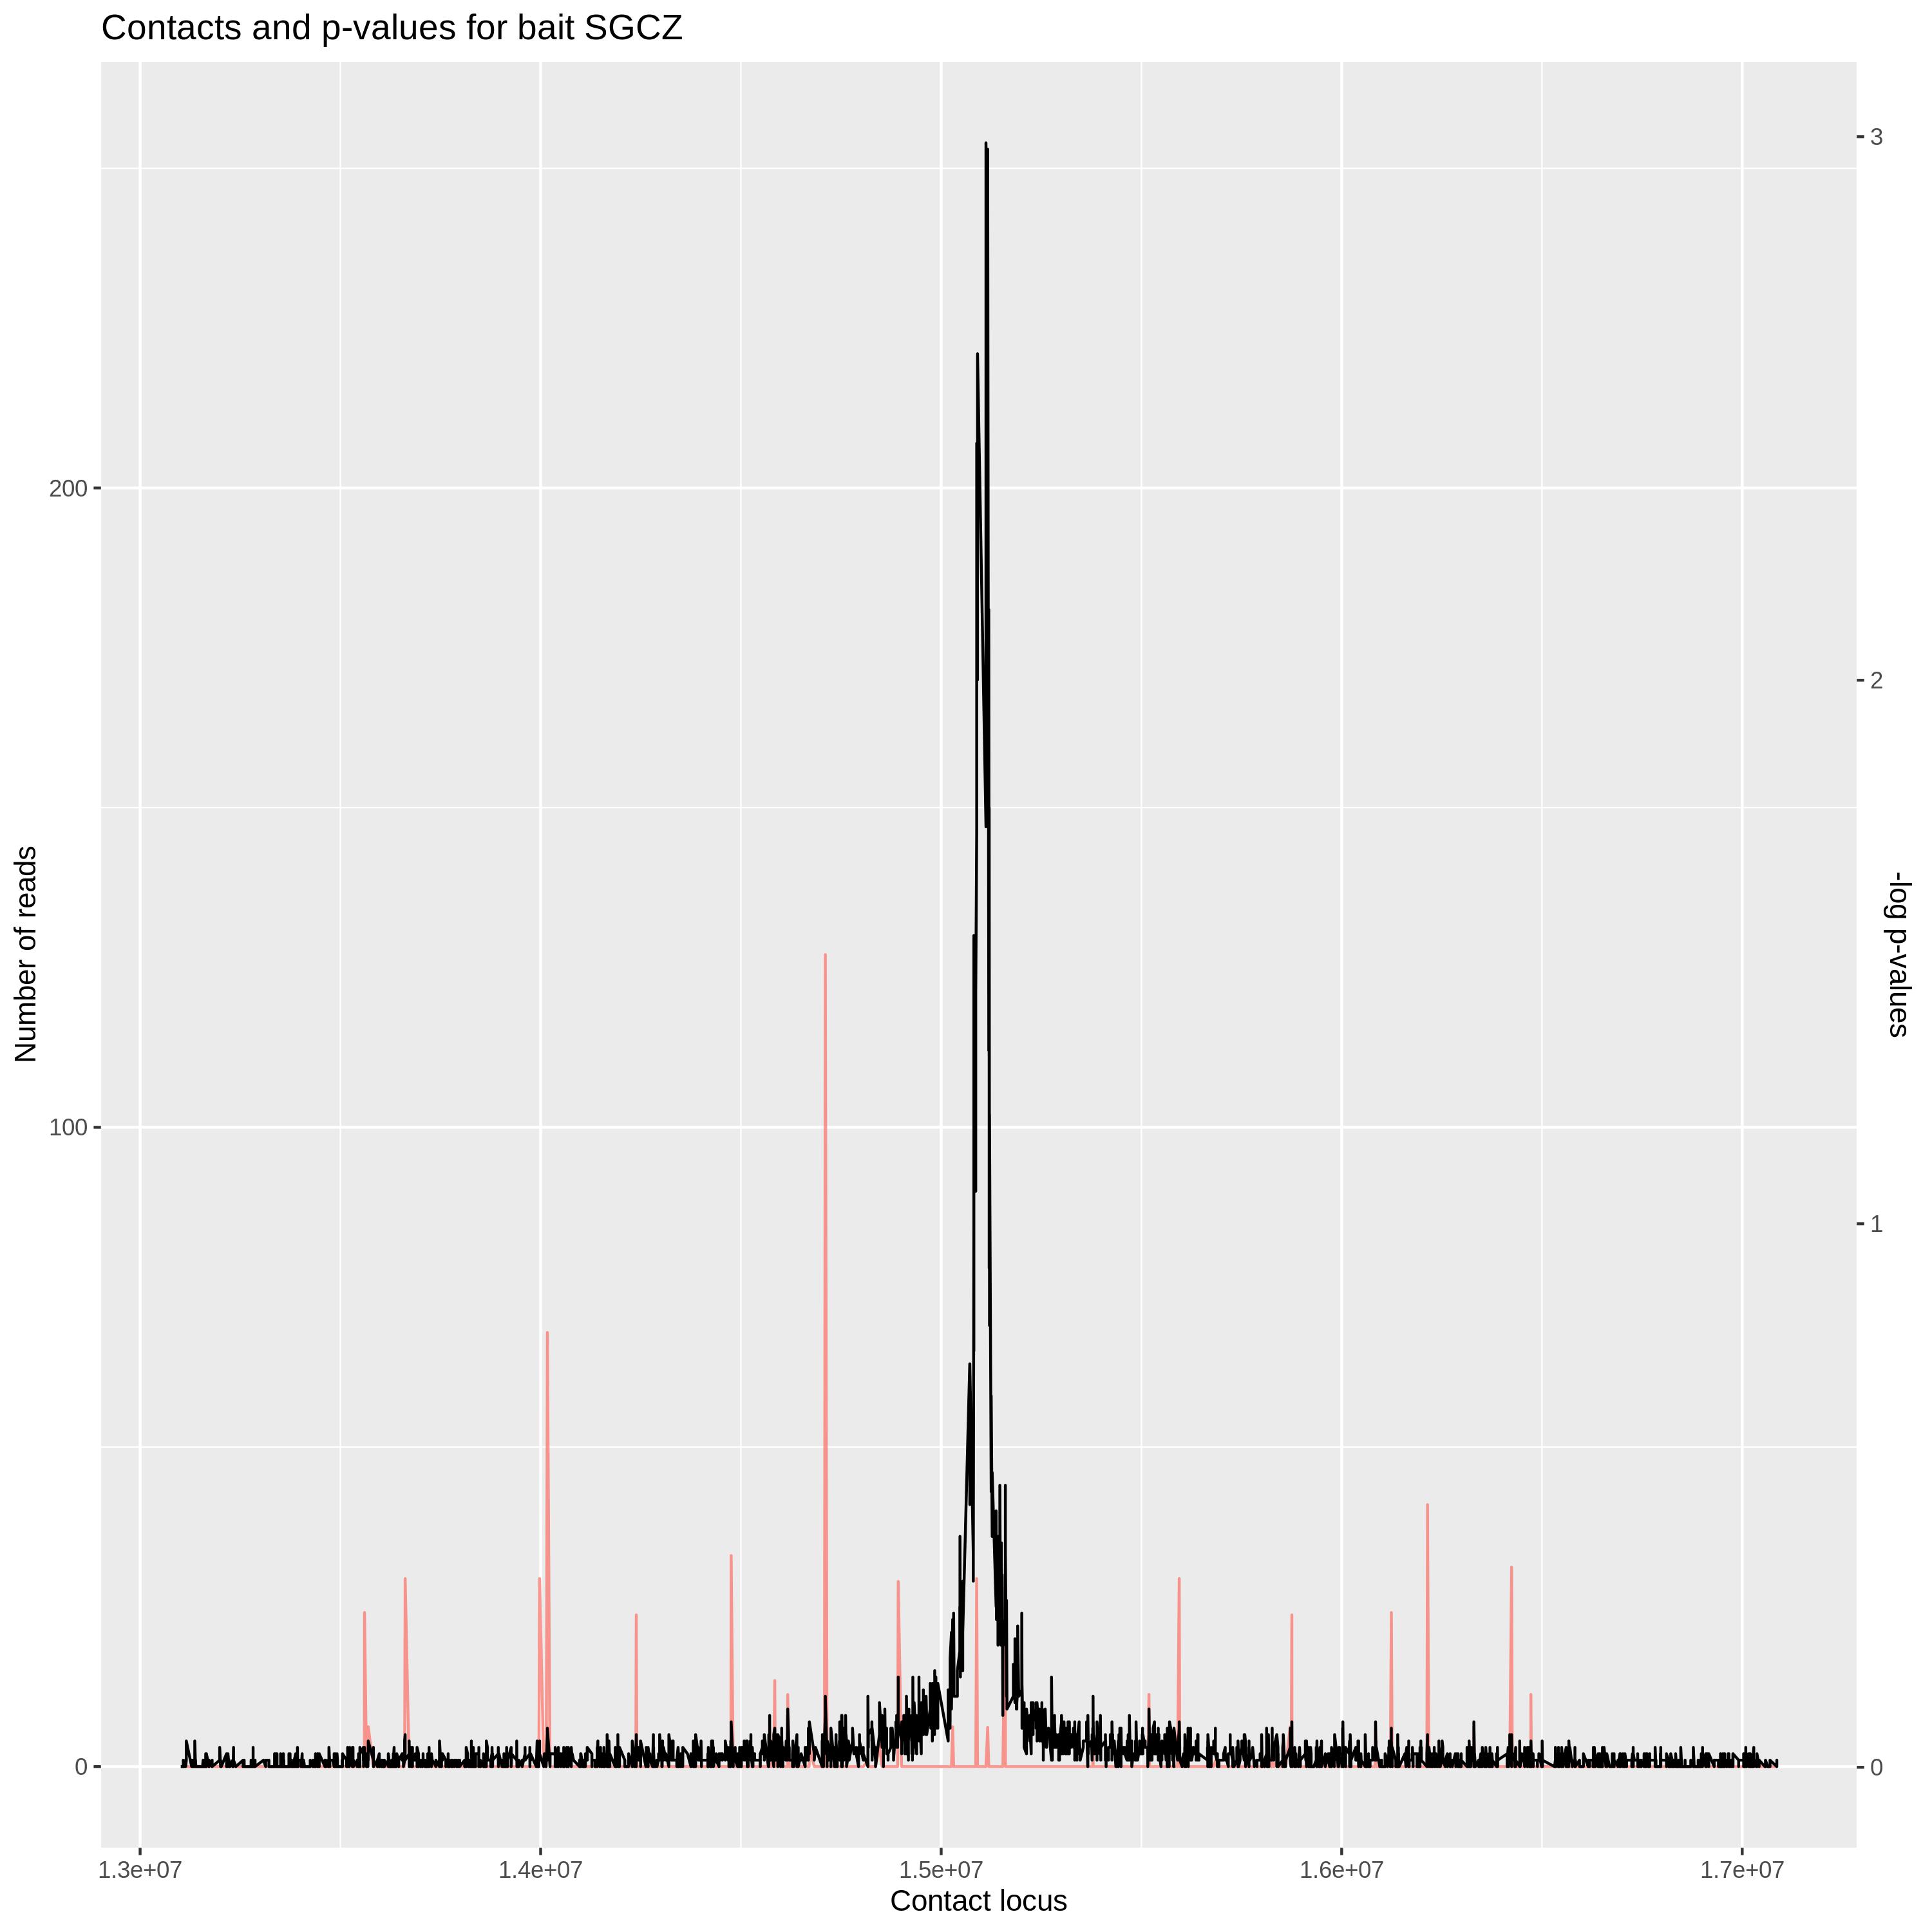 Contacts and p-values for bait SGCZ
Number of reads
200
100
0
3
2
1
0
-log p-values
1.3e+07 1.4e+07 1.5e+07 1.6e+07 1.7e+07
Contact locus